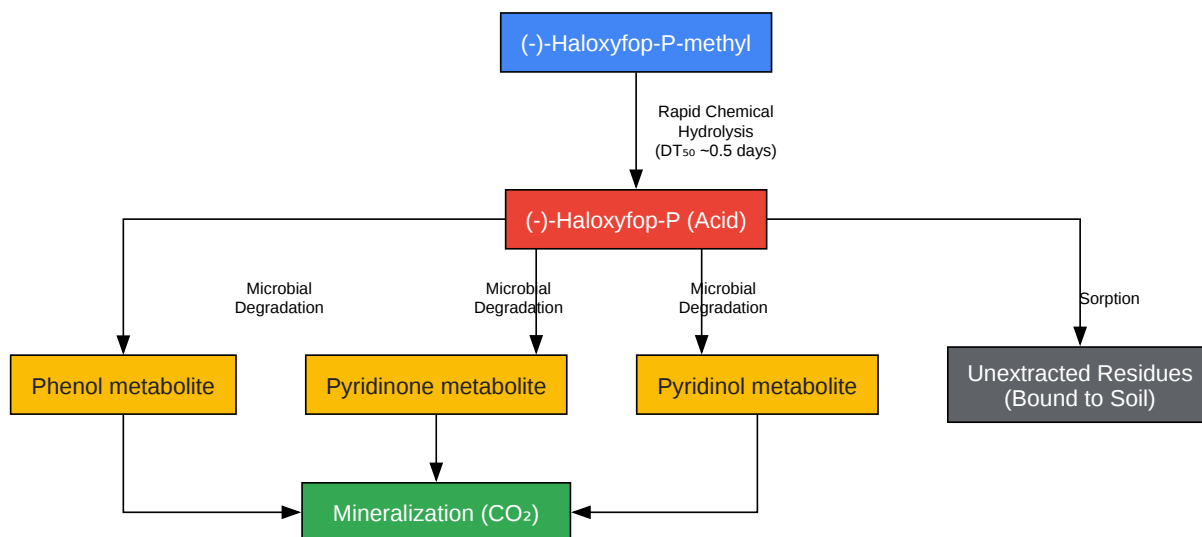 (-)-Haloxyfop-P-methyl
Rapid Chemical
Hydrolysis
(DT₅₀ ~0.5 days)
(-)-Haloxyfop-P (Acid)
Microbial
Degradation
Microbial
Degradation
Microbial
Degradation
Sorption
Phenol metabolite
Pyridinone metabolite
Pyridinol metabolite
Unextracted Residues
(Bound to Soil)
Mineralization (CO₂)